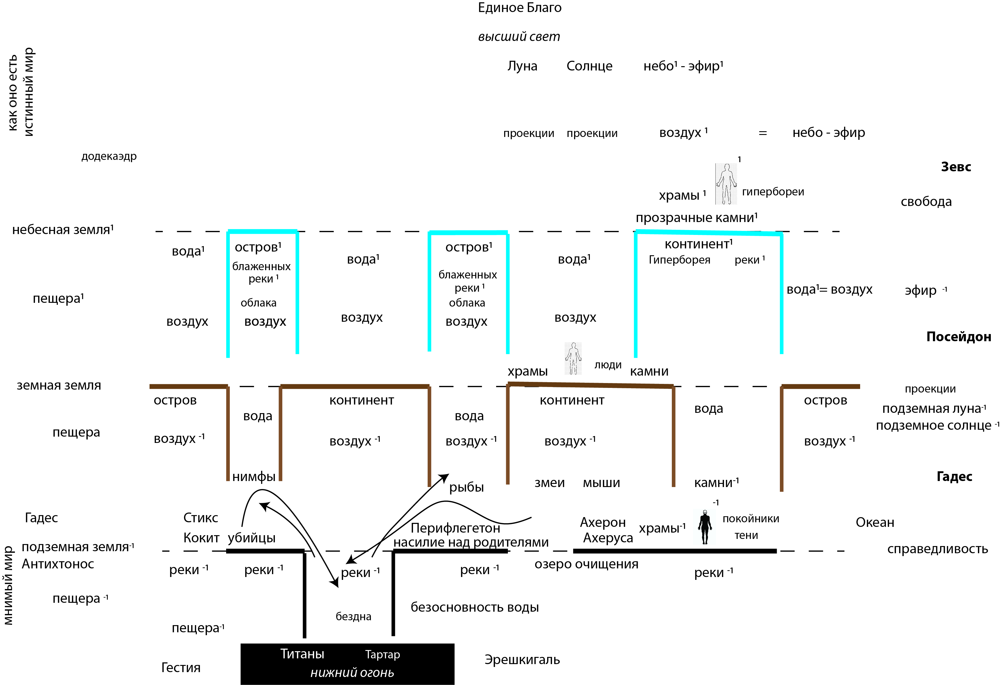 Единое Благо
высший свет
как оно есть
истинный мир
Луна Солнце небо¹ - эфир¹
проекции проекции воздух ¹ = небо - эфир
додекаэдр
1
Зевс
храмы ¹ гипербореи
свобода
прозрачные камни¹
небесная земля¹
вода¹ остров¹ вода¹ остров¹ вода¹ континент¹
блаженных
реки ¹
блаженных
реки ¹
Гиперборея реки ¹
пещера¹
вода¹= воздух эфир ⁻¹
облака облака
воздух воздух воздух воздух воздух
Посейдон
храмы люди камни
земная земля
остров континент континент остров
вода вода вода
проекции
подземная луна⁻¹
подземное солнце ⁻¹
пещера
воздух ⁻¹ воздух ⁻¹ воздух ⁻¹ воздух ⁻¹ воздух ⁻¹
нимфы рыбы змеи мыши камни⁻¹
Гадес
-1
Гадес Стикс
Перифлегетон Ахерон храмы⁻¹ покойники
тени
Океан
Кокит убийцы насилие над родителями Ахеруса
мнимый мир
подземная земля⁻¹
Антихтонос
справедливость
реки ⁻¹ реки ⁻¹ реки ⁻¹ реки ⁻¹ озеро очищения реки ⁻¹
пещера ⁻¹
безосновность воды
бездна
пещера⁻¹
Титаны Тартар
нижний огонь
Гестия Эрешкигаль